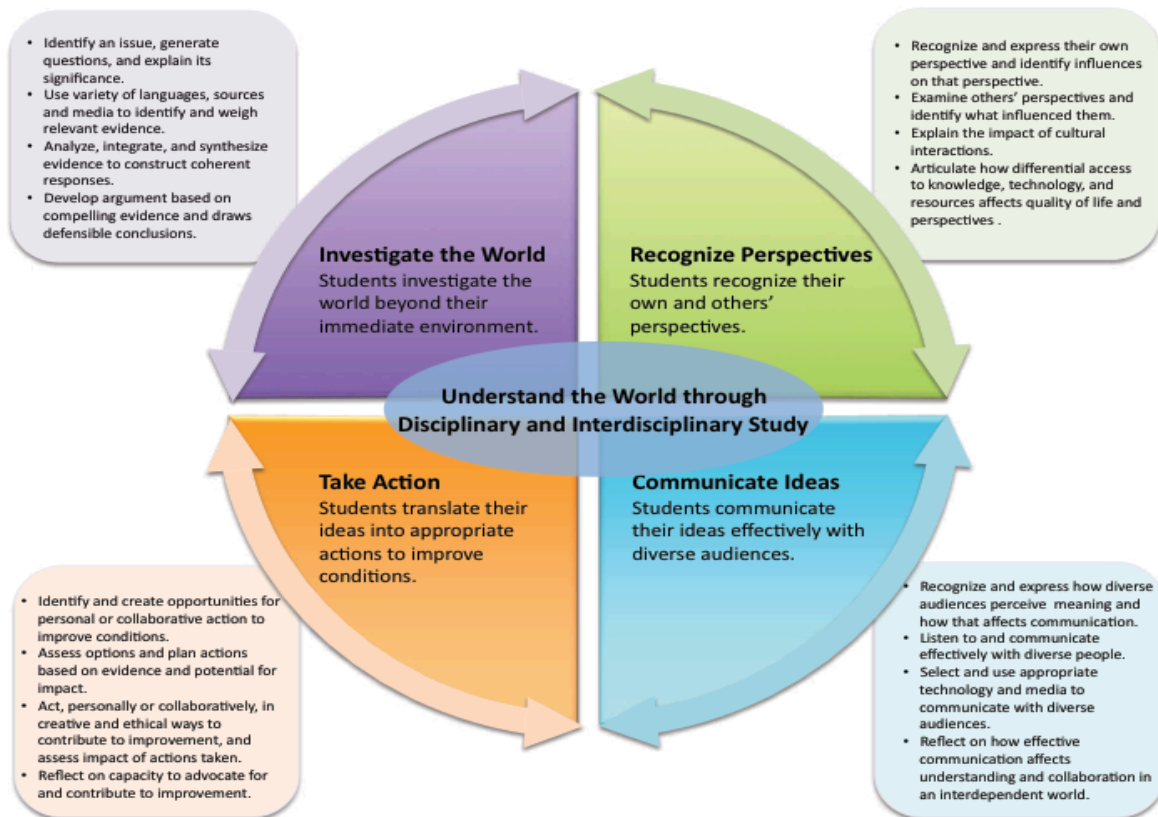 • Identify an issue, generate
questions, and explain its
significance.
• Use variety of languages, sources
and media to identify and weigh
relevant evidence.
• Analyze, integrate, and synthesize
evidence to construct coherent
responses.
• Develop argument based on
compelling evidence and draws
defensible conclusions.
• Recognize and express their own
perspective and identify influences
on that perspective.
• Examine others’ perspectives and
identify what influenced them.
• Explain the impact of cultural
interactions.
• Articulate how differential access
to knowledge, technology, and
resources affects quality of life and
perspectives .
Investigate the World
Students investigate the
world beyond their
immediate environment.
Recognize Perspectives
Students recognize their
own and others’
perspectives.
Understand the World through
Disciplinary and Interdisciplinary Study
Take Action
Students translate their
ideas into appropriate
actions to improve
conditions.
Communicate Ideas
Students communicate
their ideas effectively with
diverse audiences.
• Identify and create opportunities for
personal or collaborative action to
improve conditions.
• Assess options and plan actions
based on evidence and potential for
impact.
• Act, personally or collaboratively, in
creative and ethical ways to
contribute to improvement, and
assess impact of actions taken.
• Reflect on capacity to advocate for
and contribute to improvement.
• Recognize and express how diverse
audiences perceive meaning and
how that affects communication.
• Listen to and communicate
effectively with diverse people.
• Select and use appropriate
technology and media to
communicate with diverse
audiences.
• Reflect on how effective
communication affects
understanding and collaboration in
an interdependent world.